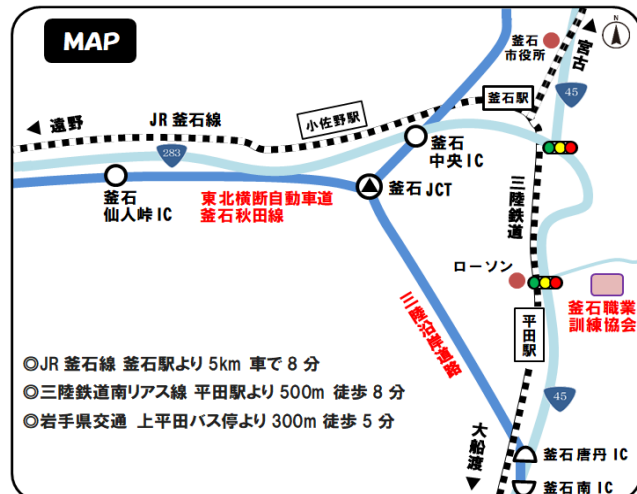 MAP
N
釜石
市役所
宮古
45
釜石駅
小佐野駅
遠野
JR 釜石線
283
釜石
中央IC
釜石
仙人峠IC
東北横断自動車道
釜石秋田線
釜石 JCT
三陸鉄道
ローソン
釜石職業
訓練協会
三陸沿岸道路
平田駅
◎JR 釜石線 釜石駅より 5km 車で 8 分
◎三陸鉄道南リアス線 平田駅より 500m 徒歩 8 分
◎岩手県交通 上平田バス停より 300m 徒歩 5 分
45
大船渡
釜石唐丹 IC
釜石南 IC